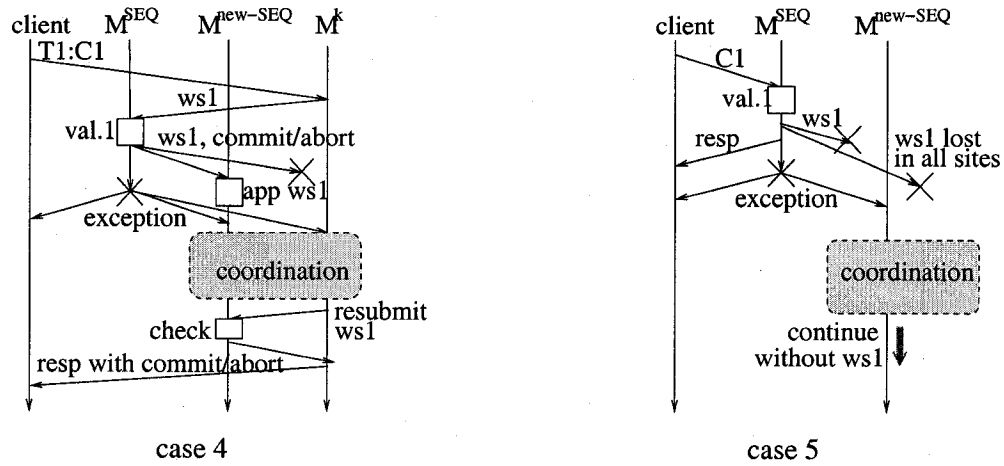 client M^SEQ M^new-SEQ M^k
T1:C1
ws1
val.1
ws1, commit/abort
app ws1
exception
coordination
resubmit
check
ws1
resp with commit/abort
case 4
client M^SEQ M^new-SEQ
C1
val.1
ws1
resp
ws1 lost
in all sites
exception
coordination
continue
without ws1
case 5